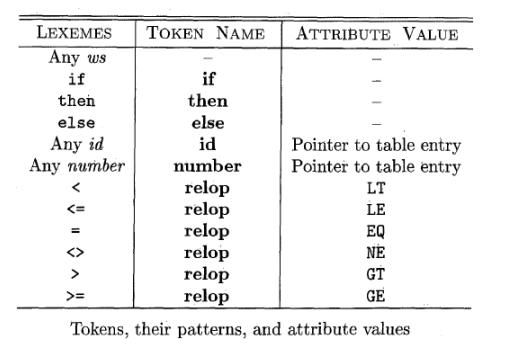 LEXEMES TOKEN NAME ATTRIBUTE VALUE
Any ws – –
if if –
then then –
else else –
Any id id Pointer to table entry
Any number number Pointer to table entry
< relop LT
<= relop LE
= relop EQ
<> relop NE
> relop GT
>= relop GE
Tokens, their patterns, and attribute values